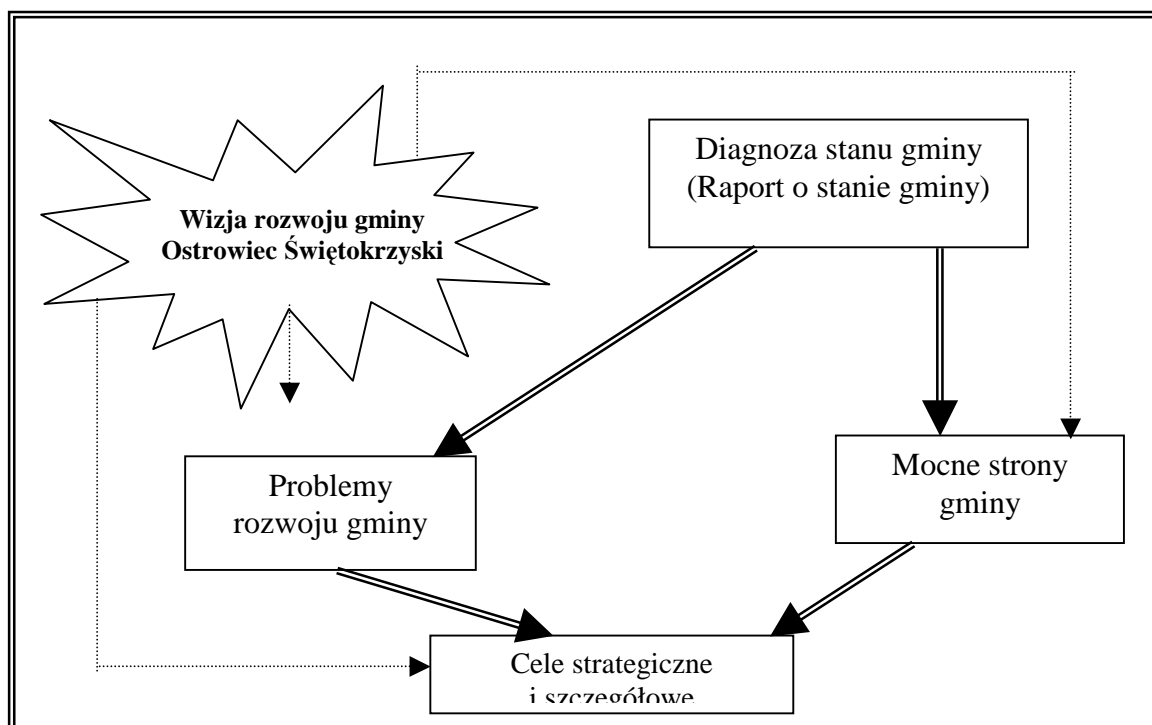 Diagnoza stanu gminy
(Raport o stanie gminy)
Wizja rozwoju gminy
Ostrowiec Świętokrzyski
Problemy
rozwoju gminy
Mocne strony
gminy
Cele strategiczne
i szczegółowe